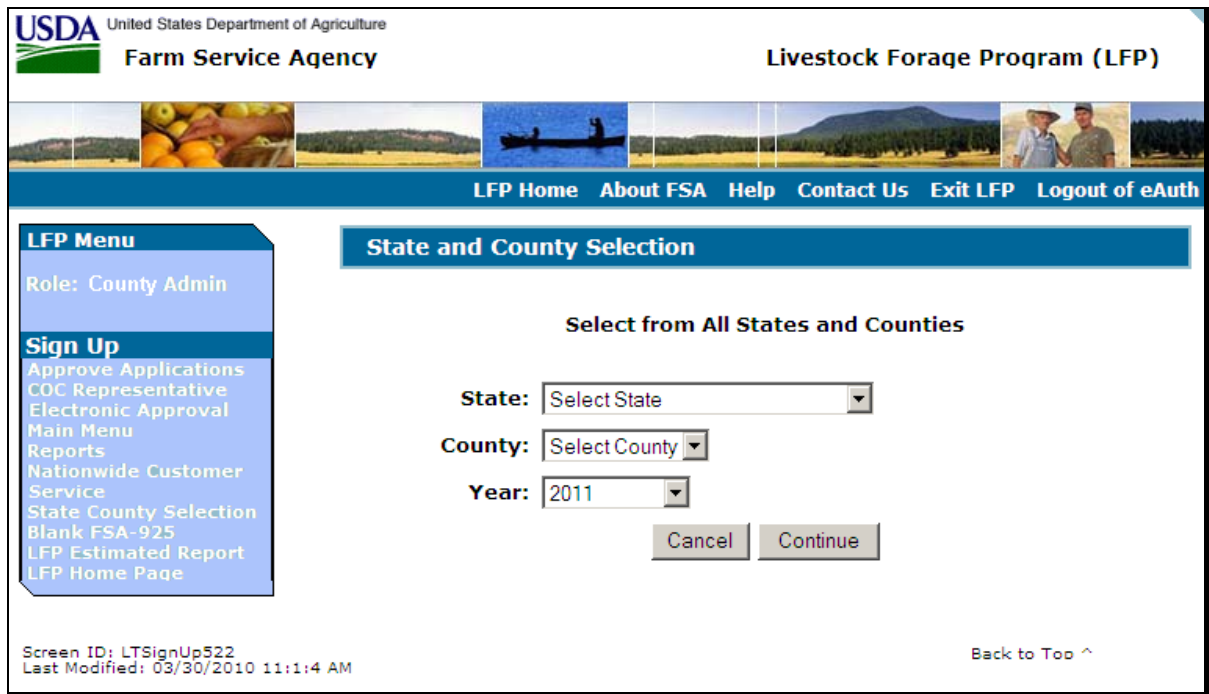 USDA United States Department of Agriculture
Farm Service Agency
Livestock Forage Program (LFP)
LFP Home About FSA Help Contact Us Exit LFP Logout of eAuth
LFP Menu
Role: County Admin
Sign Up
Approve Applications
COC Representative
Electronic Approval
Main Menu
Reports
Nationwide Customer
Service
State County Selection
Blank FSA-925
LFP Estimated Report
LFP Home Page
State and County Selection
Select from All States and Counties
State: Select State
County: Select County
Year: 2011
Cancel Continue
Screen ID: LTSignUp522
Last Modified: 03/30/2010 11:1:4 AM
Back to Top ^